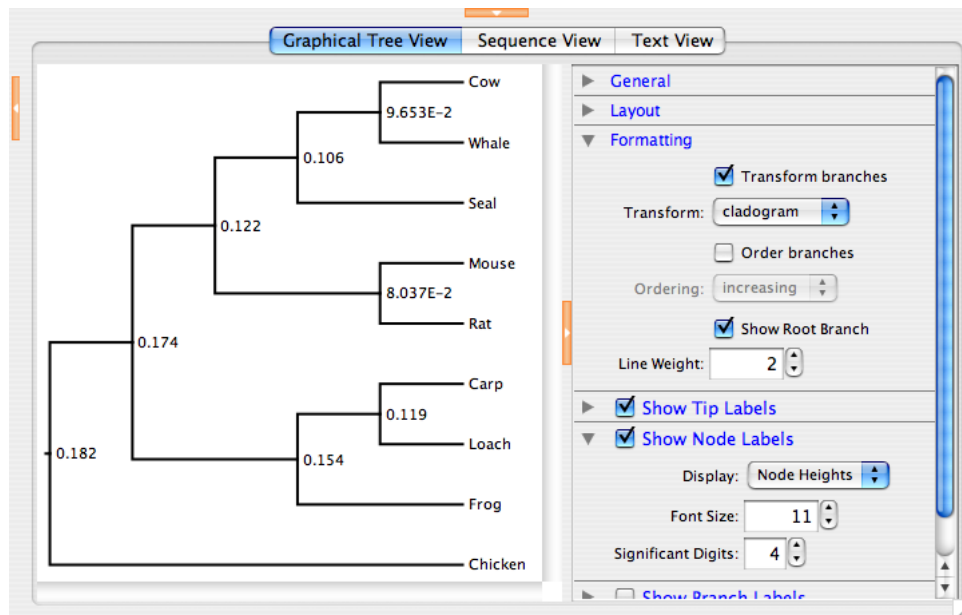 Graphical Tree View Sequence View Text View
Cow
9.653E-2
Whale
0.106
Seal
0.122
Mouse
8.037E-2
Rat
0.174
Carp
0.119
Loach
0.182
0.154
Frog
Chicken
General
Layout
Formatting
Transform branches
Transform: cladogram
Order branches
Ordering: increasing
Show Root Branch
Line Weight: 2
Show Tip Labels
Show Node Labels
Display: Node Heights
Font Size: 11
Significant Digits: 4
Show Branch Labels